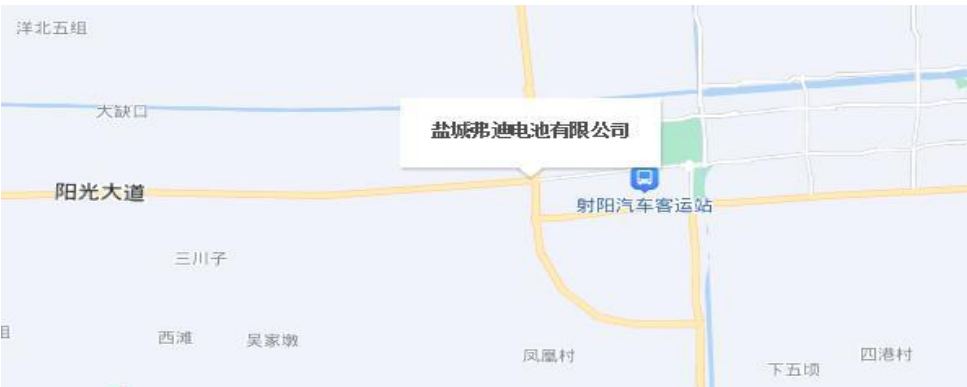 洋北五组
大缺口
盐城弗迪电池有限公司
阳光大道
射阳汽车客运站
三川子
组
西滩
吴家墩
凤凰村
四港村
下五顷